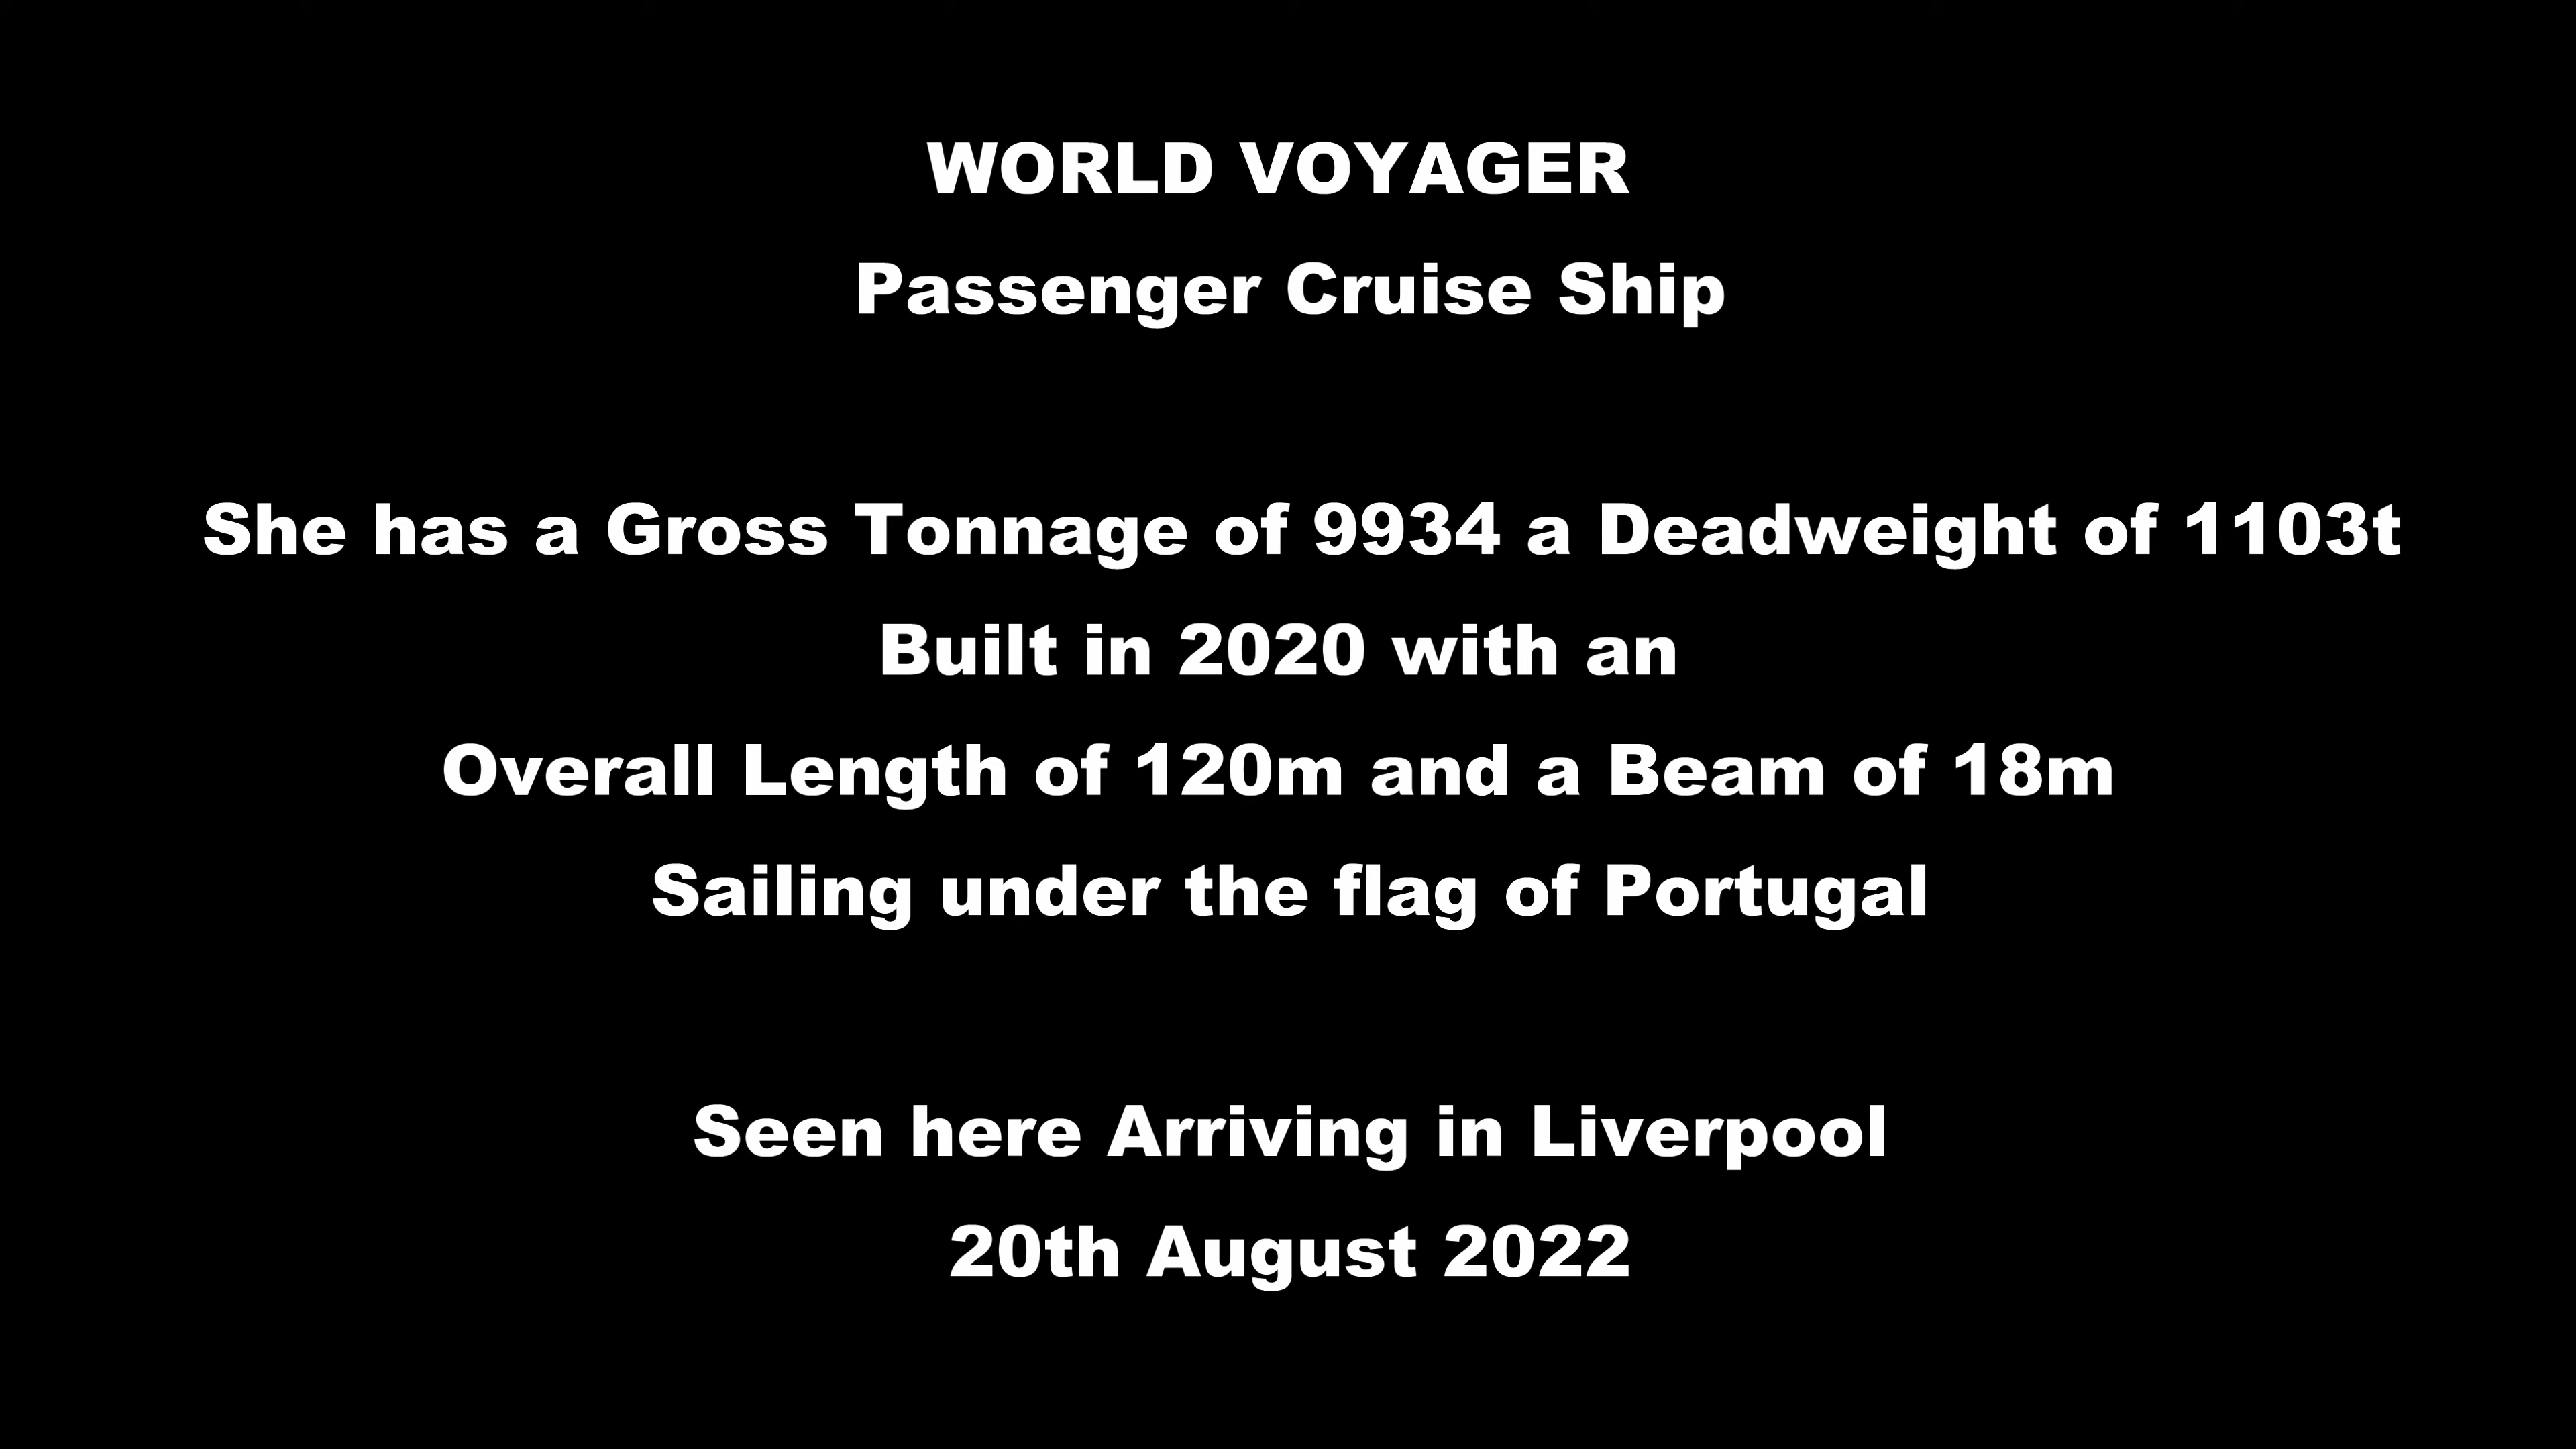 WORLD VOYAGER
Passenger Cruise Ship
She has a Gross Tonnage of 9934 a Deadweight of 1103t
Built in 2020 with an
Overall Length of 120m and a Beam of 18m
Sailing under the flag of Portugal
Seen here Arriving in Liverpool
20th August 2022